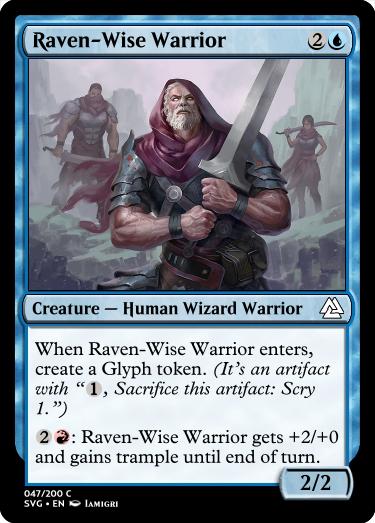 Raven-Wise Warrior 2
Creature — Human Wizard Warrior
When Raven-Wise Warrior enters,
create a Glyph token. (It's an artifact
with “1, Sacrifice this artifact: Scry
1.”)
2 : Raven-Wise Warrior gets +2/+0
and gains trample until end of turn.
2/2
047/200 C
SVG • EN Iamigri